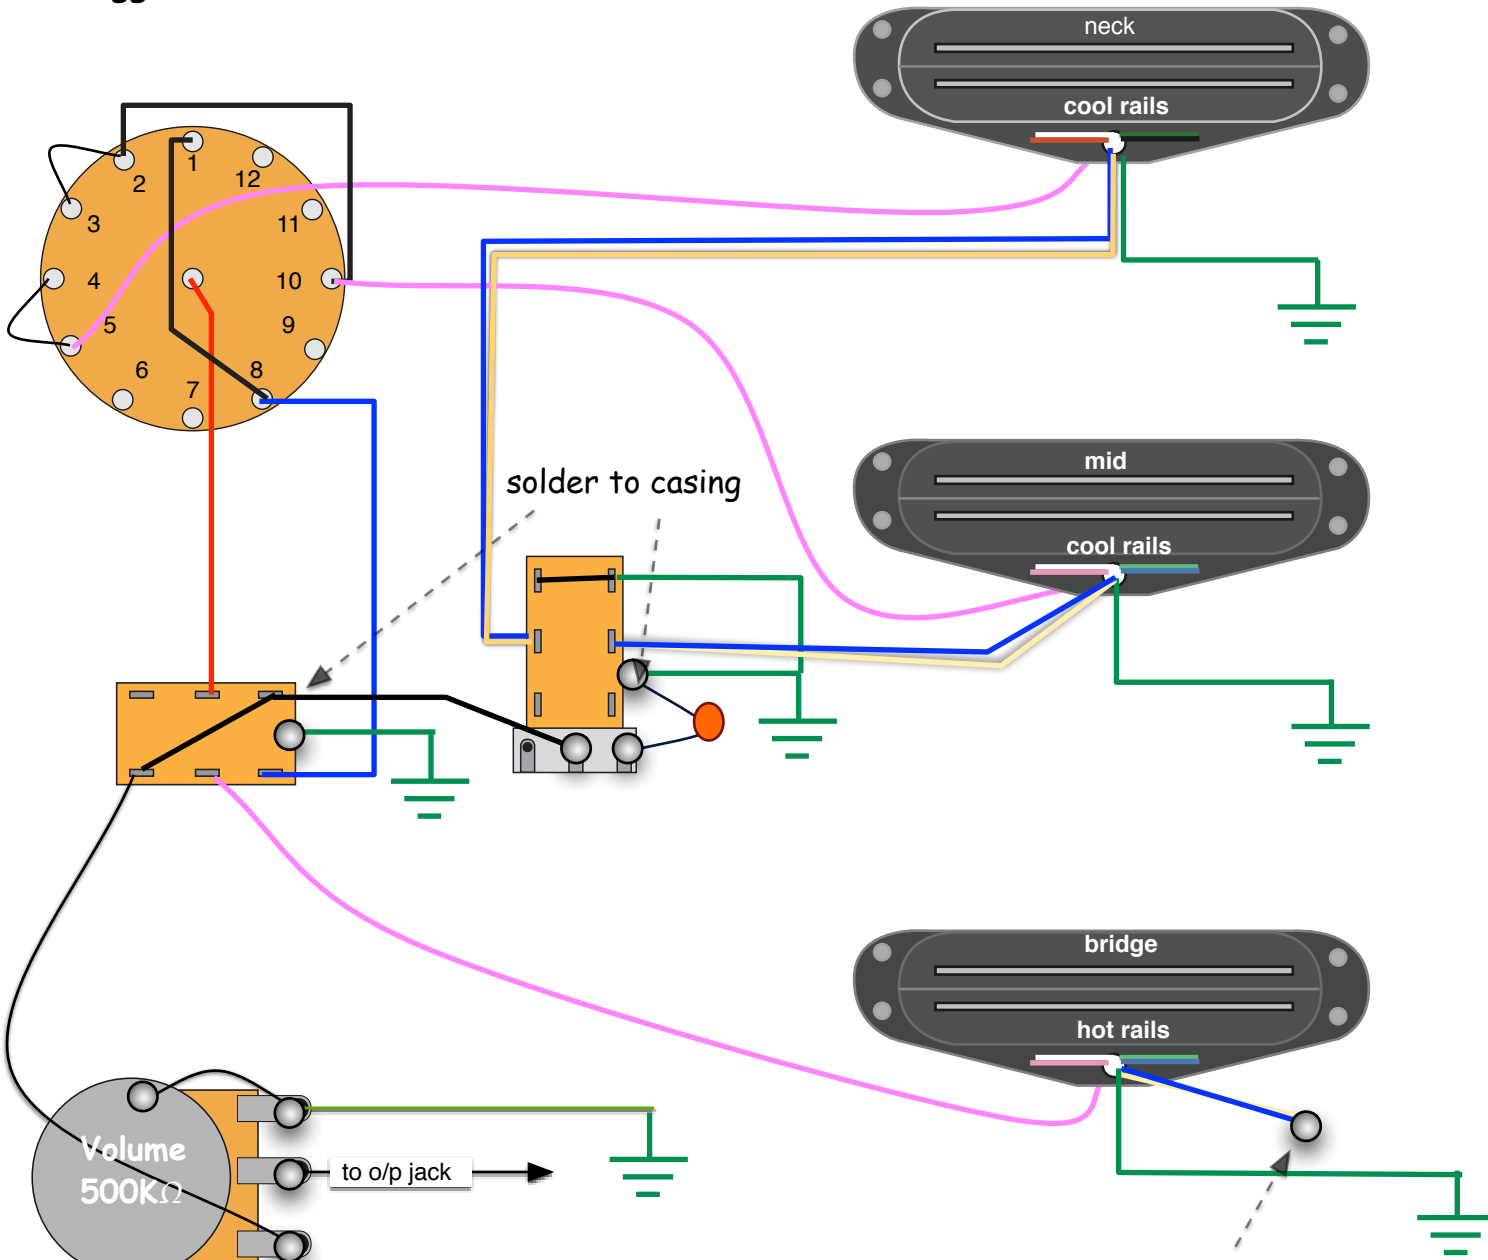 neck
cool rails
1
2
12
3
11
4
10
5
9
6
8
7
mid
cool rails
solder to casing
bridge
hot rails
Volume
500KΩ
to o/p jack